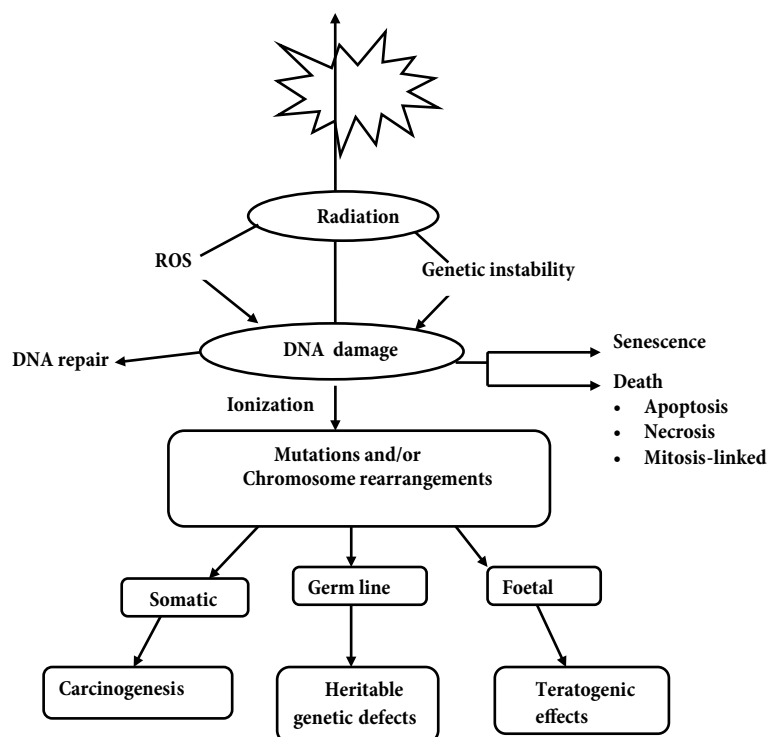 Radiation
ROS
Genetic instability
DNA damage
DNA repair
Senescence
Death
• Apoptosis
• Necrosis
• Mitosis-linked
Ionization
Mutations and/or
Chromosome rearrangements
Somatic
Germ line
Foetal
Carcinogenesis
Heritable
genetic defects
Teratogenic
effects